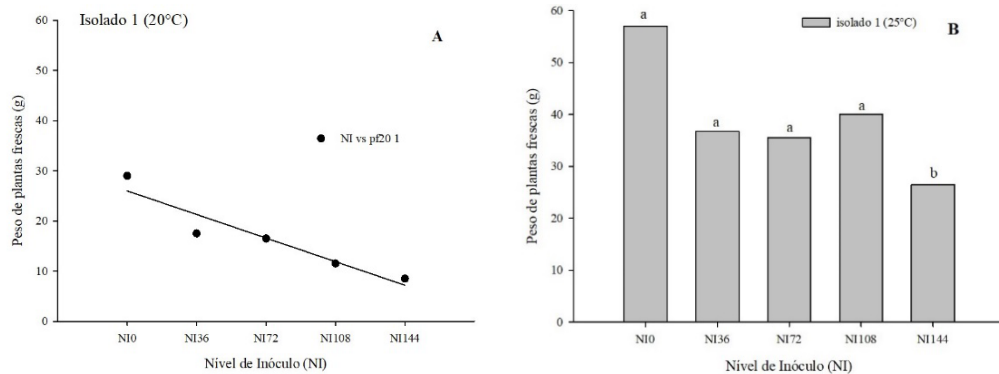 Isolado 1 (20°C)
A
60
50
40
30
20
10
0
Peso de plantas frescas (g)
NI vs pf20 1
NI0 NI36 NI72 NI108 NI144
Nível de Inóculo (NI)
isolado 1 (25°C)
B
60
50
40
30
20
10
0
Peso de plantas frescas (g)
a
a
a
a
b
NI0 NI36 NI72 NI108 NI144
Nível de Inóculo (NI)